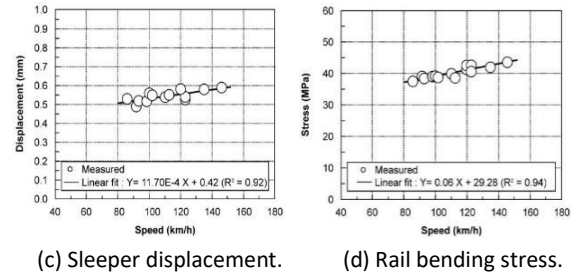 1.0
0.9
0.8
0.7
0.6
0.5
0.4
0.3
0.2
0.1
0.0
Displacement (mm)
Measured
Linear fit : Y= 11.70E-4 X + 0.42 (R² = 0.92)
40 60 80 100 120 140 160 180
Speed (km/h)
(c) Sleeper displacement.
60
50
40
30
20
10
0
Stress (MPa)
Measured
Linear fit : Y= 0.06 X + 29.28 (R² = 0.94)
40 60 80 100 120 140 160 180
Speed (km/h)
(d) Rail bending stress.